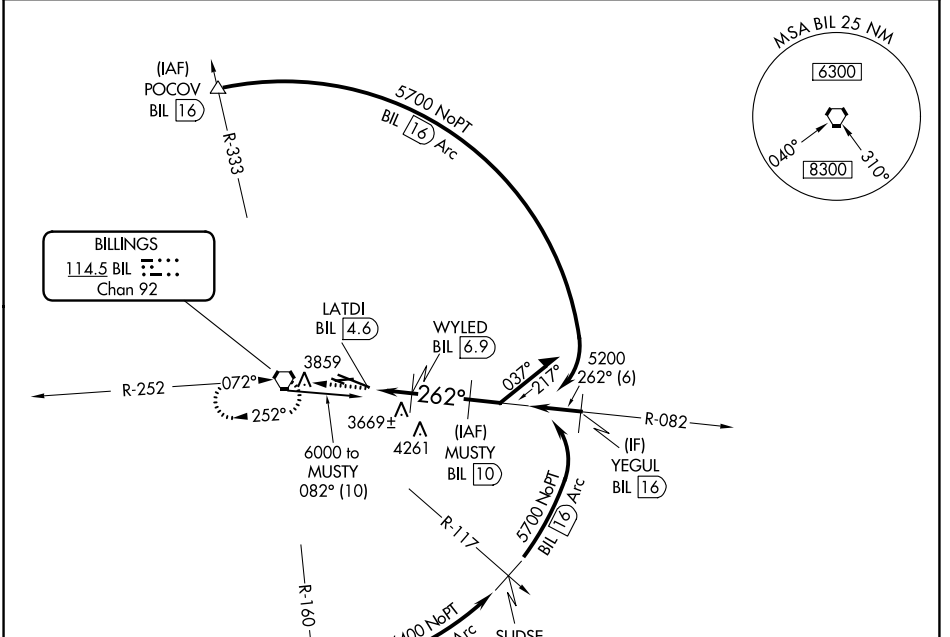 MSA BIL 25 NM
6300
040°
310°
8300
(IAF)
POCOV
BIL 16
R-333
5700 NoPT
BIL 16 Arc
BILLINGS
114.5 BIL
Chan 92
LATDI
BIL 4.6
WYLED
BIL 6.9
3859
R-252
072°
252°
262°
037°
217°
5200
262° (6)
R-082
3669±
4261
(IAF)
MUSTY
BIL 10
(IF)
YEGUL
BIL 16
6000 to
MUSTY
082° (10)
R-117
5700 NoPT
BIL 16 Arc
R-160
400 NoPT
Arc